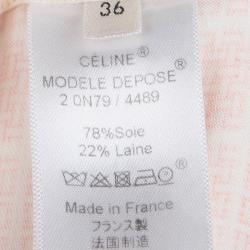 36
CÉLINE®
MODELE DEPOSE®
2 0N79 / 4489
78%Soie
22% Laine
Made in France
フランス製
法国制造